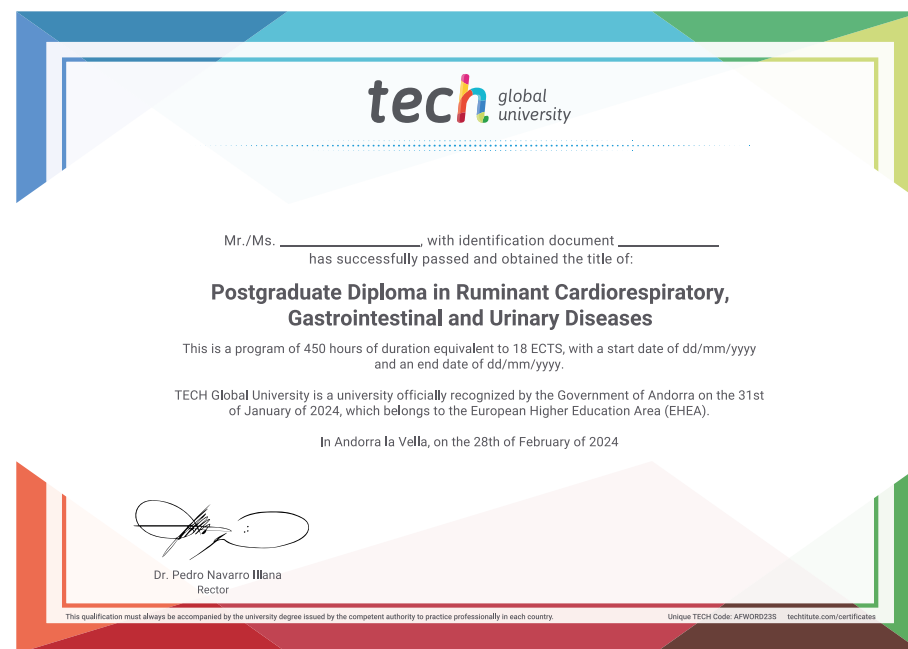 tech global
university
Mr./Ms. ____________, with identification document ____________
has successfully passed and obtained the title of:
Postgraduate Diploma in Ruminant Cardiorespiratory,
Gastrointestinal and Urinary Diseases
This is a program of 450 hours of duration equivalent to 18 ECTS, with a start date of dd/mm/yyyy
and an end date of dd/mm/yyyy.
TECH Global University is a university officially recognized by the Government of Andorra on the 31st
of January of 2024, which belongs to the European Higher Education Area (EHEA).
In Andorra la Vella, on the 28th of February of 2024
Dr. Pedro Navarro Illana
Rector
This qualification must always be accompanied by the university degree issued by the competent authority to practice professionally in each country. Unique TECH Code: AFWORD23S techtitute.com/certificates